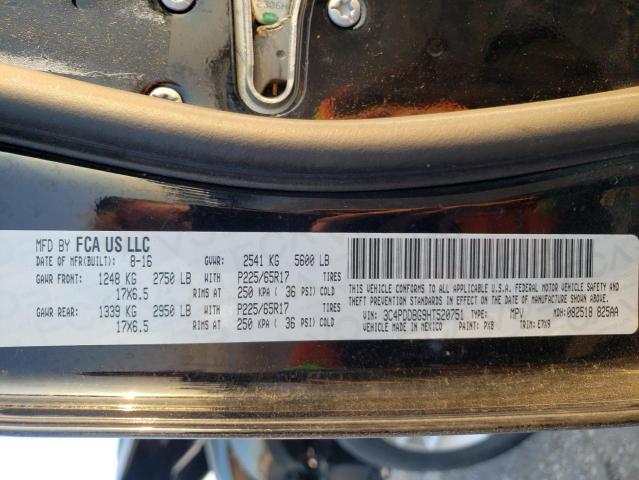 MFD BY FCA US LLC
DATE OF MFR(BUILT): 8-16 GVWR: 2541 KG 5600 LB
GAWR FRONT: 1248 KG 2750 LB WITH P225/65R17 TIRES
17X6.5 RIMS AT 250 KPA ( 36 PSI) COLD
GAWR REAR: 1339 KG 2950 LB WITH P225/65R17 TIRES
17X6.5 RIMS AT 250 KPA ( 36 PSI) COLD
THIS VEHICLE CONFORMS TO ALL APPLICABLE U.S.A. FEDERAL MOTOR VEHICLE SAFETY, BUMPER AND
THEFT PREVENTION STANDARDS IN EFFECT ON THE DATE OF MANUFACTURE SHOWN ABOVE.
VIN: 3C4PDDBG9HT520751 TYPE: MPV MDH: 082518 825AA
VEHICLE MADE IN MEXICO PAINT: PX8 TRIM: E7X9